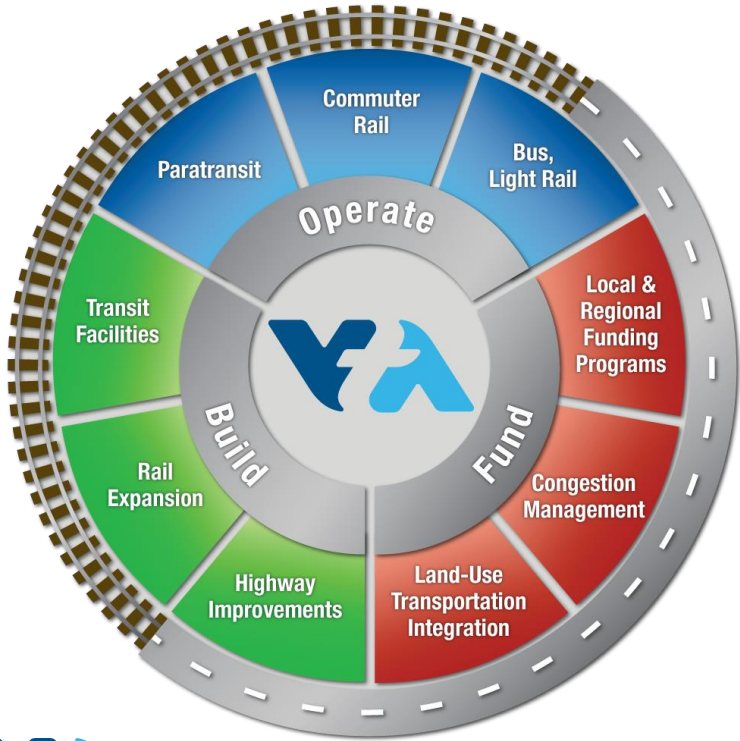 Commuter
Rail
Bus,
Light Rail
Paratransit
Operate
Local &
Regional
Funding
Programs
Transit
Facilities
VTA
Build
Fund
Rail
Expansion
Congestion
Management
Highway
Improvements
Land-Use
Transportation
Integration